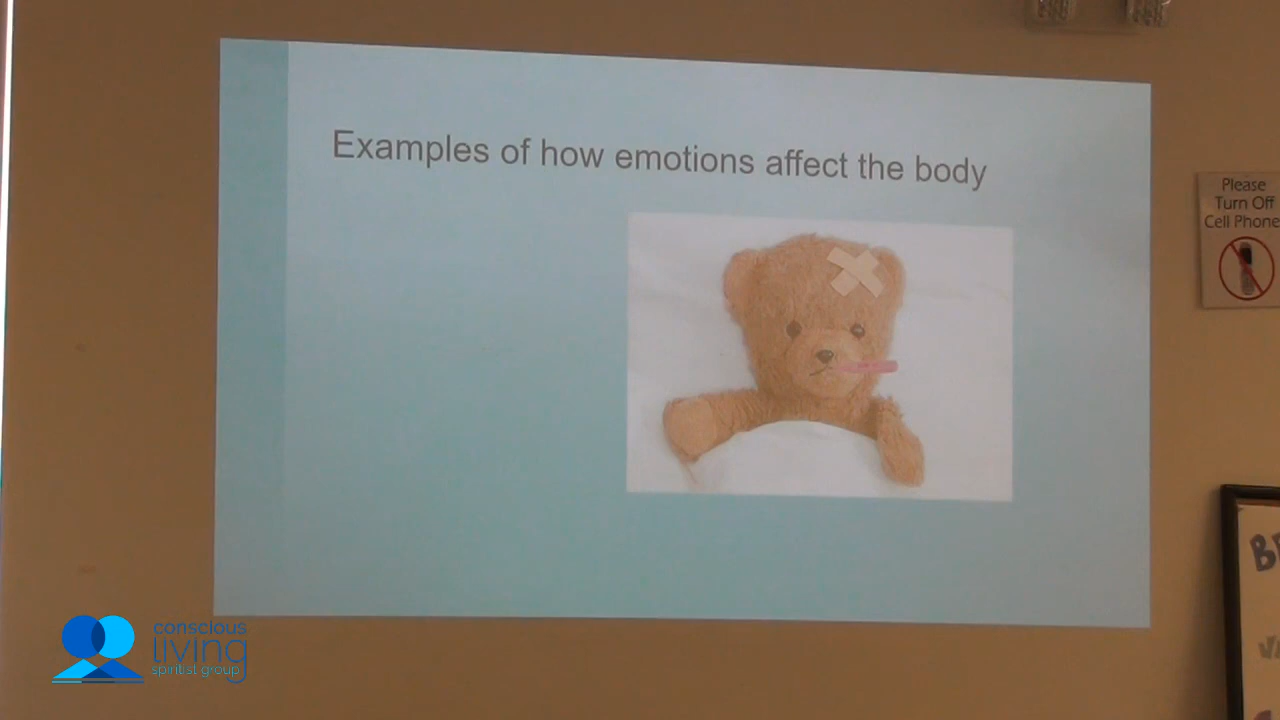 Examples of how emotions affect the body
Please
Turn Off
Cell Phone
conscious
living
spiritist group